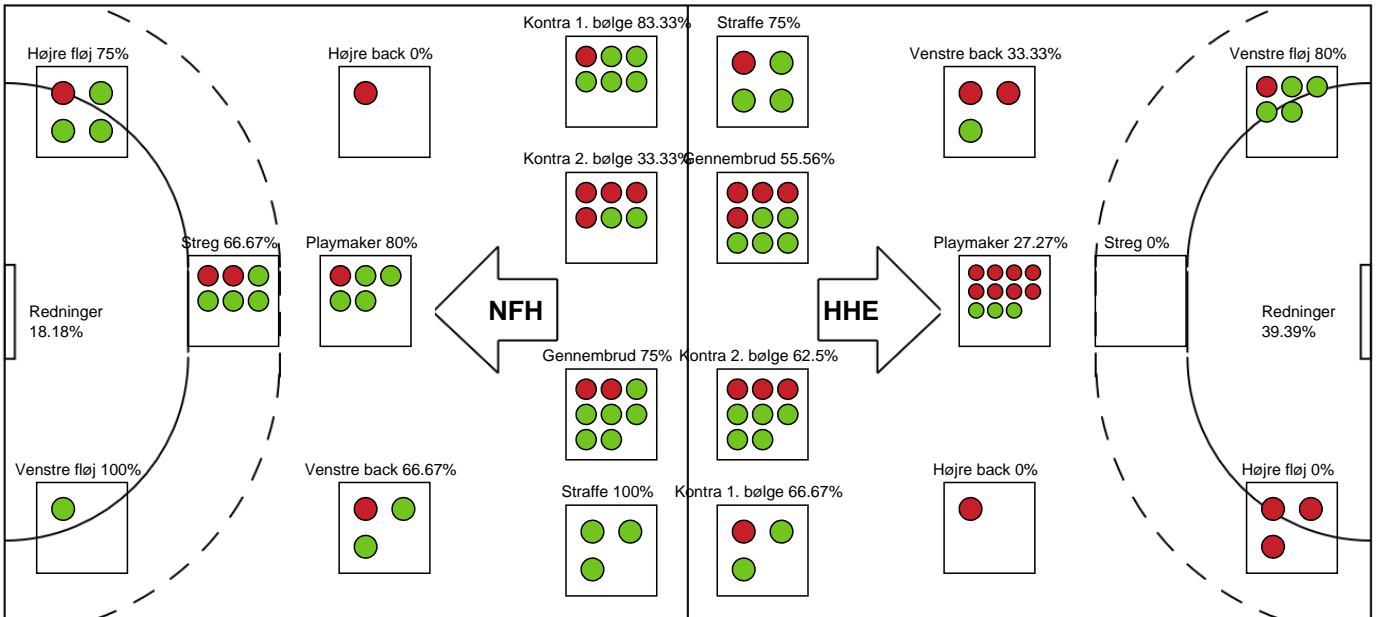 Kontra 1. bølge 83.33%
Straffe 75%
Højre fløj 75%
Højre back 0%
Venstre back 33.33%
Venstre fløj 80%
Kontra 2. bølge 33.33%
Gennembrud 55.56%
Streg 66.67%
Playmaker 80%
Playmaker 27.27%
Streg 0%
NFH
HHE
Redninger
18.18%
Redninger
39.39%
Gennembrud 75%
Kontra 2. bølge 62.5%
Venstre fløj 100%
Venstre back 66.67%
Højre back 0%
Højre fløj 0%
Straffe 100%
Kontra 1. bølge 66.67%